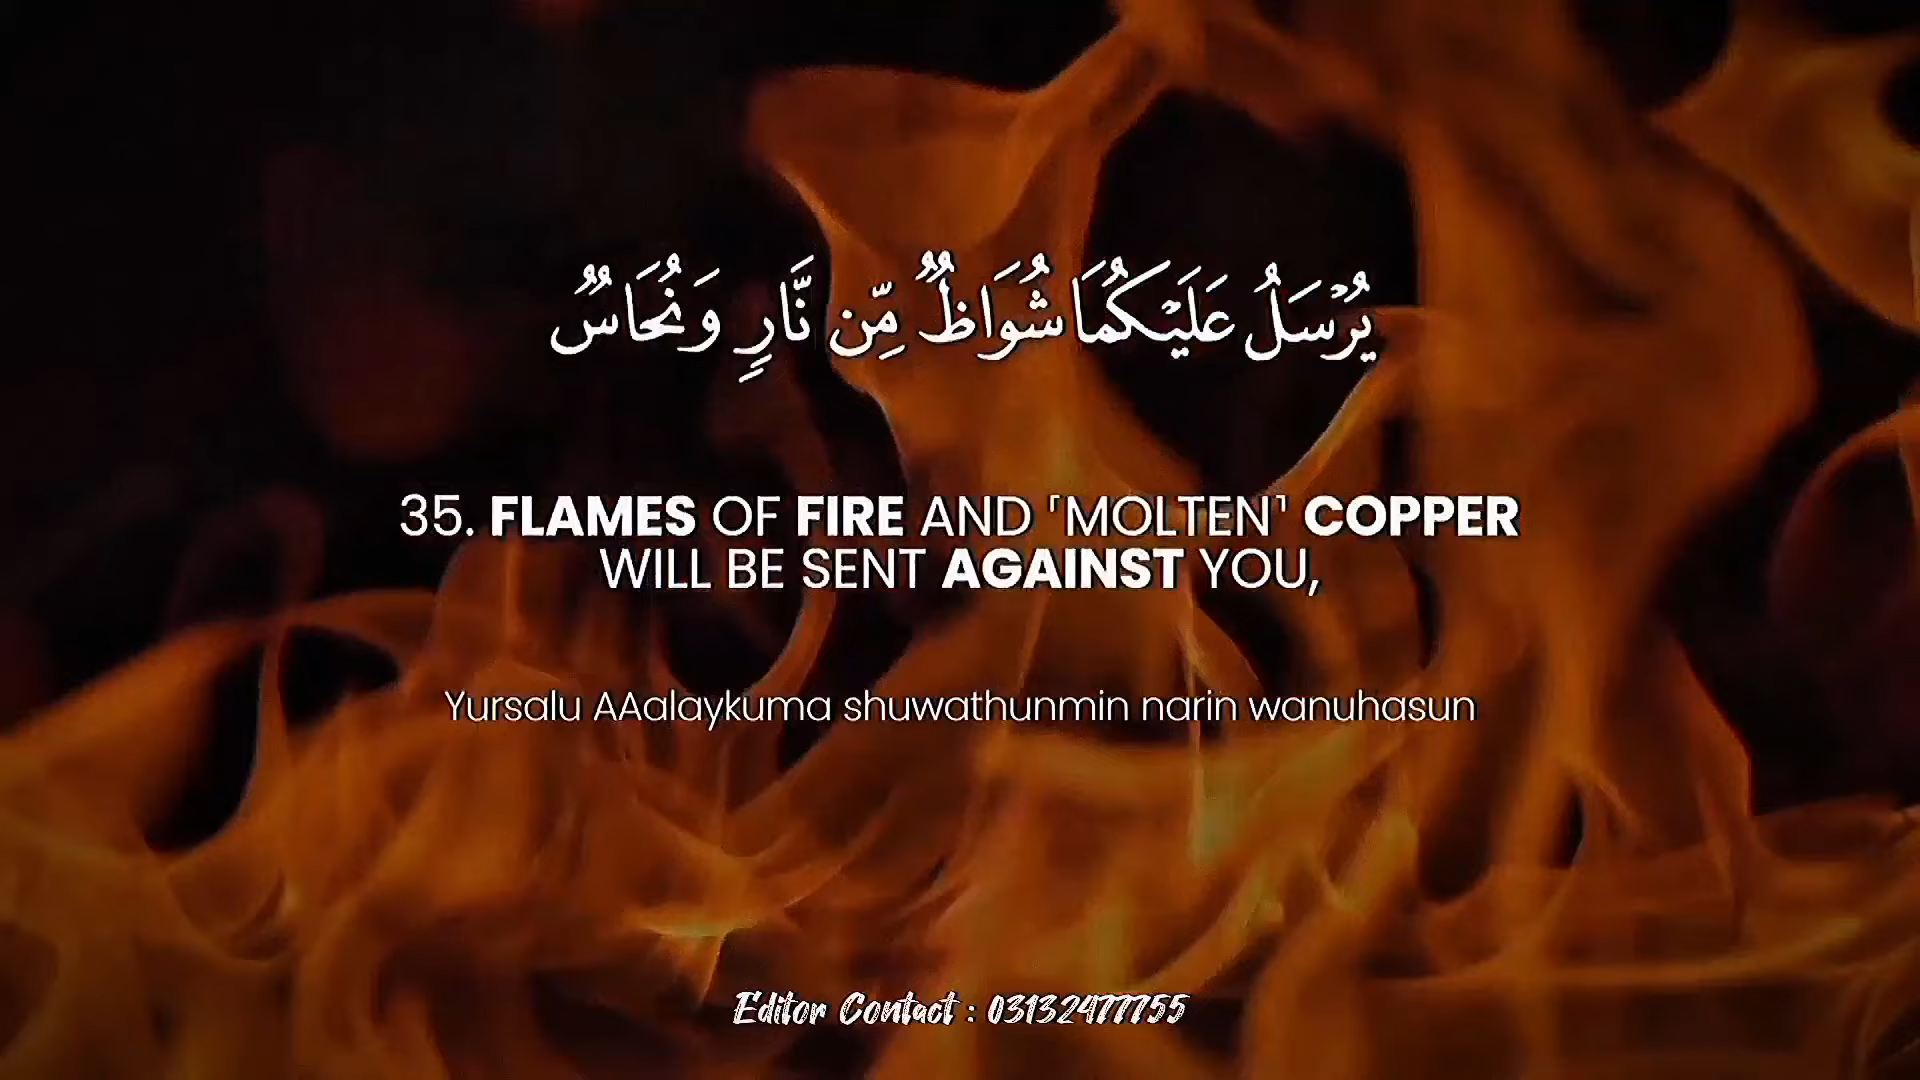 يُرْسَلُ عَلَيْكُمَا شُوَاظٌ مِّن نَّارٍ وَنُحَاسٌ
35. FLAMES OF FIRE AND ⸢MOLTEN⸣ COPPER
WILL BE SENT AGAINST YOU,
Yursalu AAalaykuma shuwathunmin narin wanuhasun
Editor Contact : 03132477755